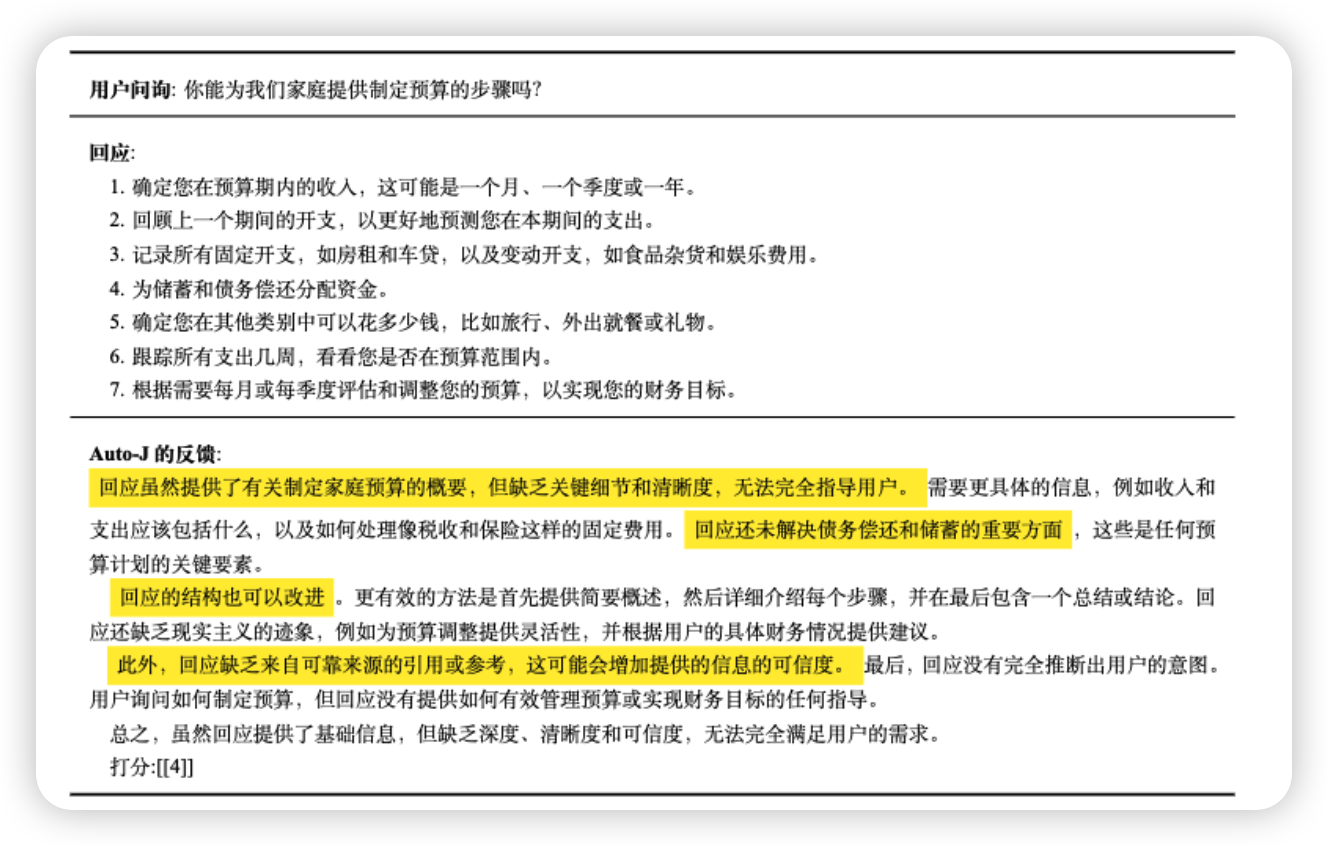 用户问询: 你能为我们家庭提供制定预算的步骤吗?
回应:
1. 确定您在预算期内的收入，这可能是一个月、一个季度或一年。
2. 回顾上一个期间的开支，以更好地预测您在本期间的支出。
3. 记录所有固定开支，如房租和车贷，以及变动开支，如食品杂货和娱乐费用。
4. 为储蓄和债务偿还分配资金。
5. 确定您在其他类别中可以花多少钱，比如旅行、外出就餐或礼物。
6. 跟踪所有支出几周，看看您是否在预算范围内。
7. 根据需要每月或每季度评估和调整您的预算，以实现您的财务目标。
Auto-J 的反馈:
回应虽然提供了有关制定家庭预算的概要，但缺乏关键细节和清晰度，无法完全指导用户。需要更具体的信息，例如收入和
支出应该包括什么，以及如何处理像税收和保险这样的固定费用。回应还未解决债务偿还和储蓄的重要方面，这些是任何预
算计划的关键要素。
回应的结构也可以改进。更有效的方法是首先提供简要概述，然后详细介绍每个步骤，并在最后包含一个总结或结论。回
应还缺乏现实主义的迹象，例如为预算调整提供灵活性，并根据用户的具体财务情况提供建议。
此外，回应缺乏来自可靠来源的引用或参考，这可能会增加提供的信息的可信度。最后，回应没有完全推断出用户的意图。
用户询问如何制定预算，但回应没有提供如何有效管理预算或实现财务目标的任何指导。
总之，虽然回应提供了基础信息，但缺乏深度、清晰度和可信度，无法完全满足用户的需求。
打分:[[4]]